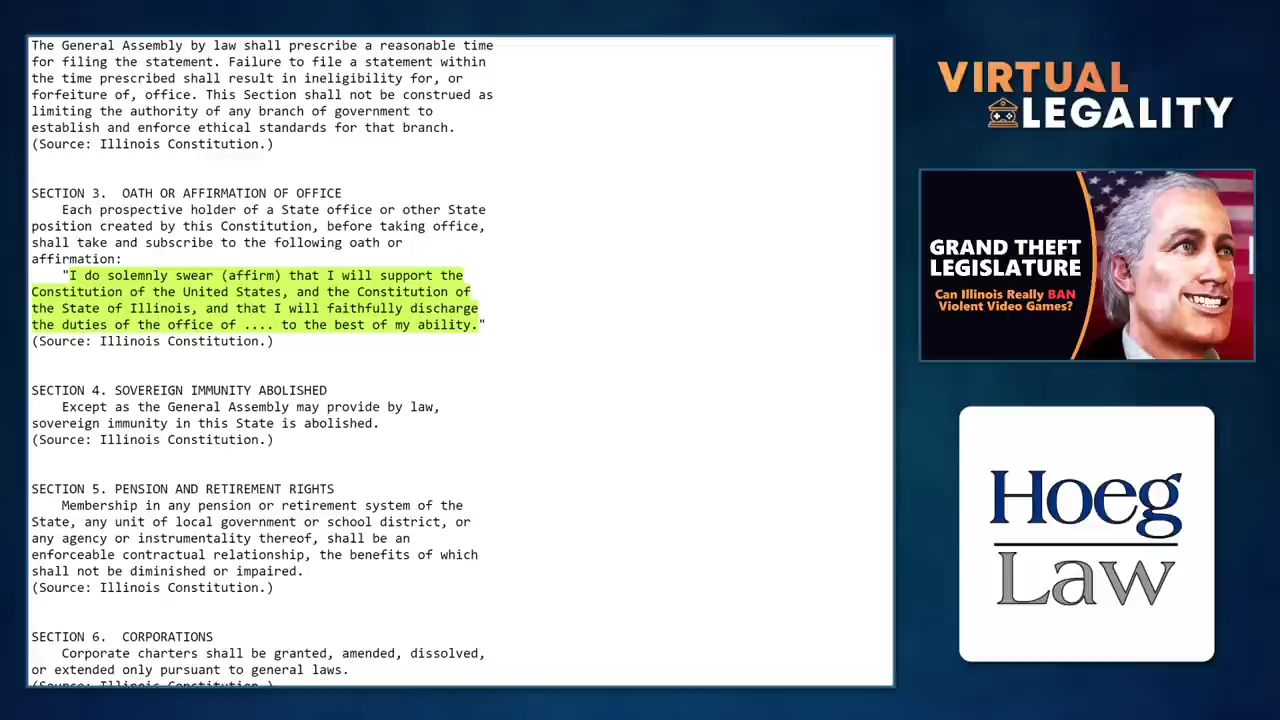 The General Assembly by law shall prescribe a reasonable time
for filing the statement. Failure to file a statement within
the time prescribed shall result in ineligibility for, or
forfeiture of, office. This Section shall not be construed as
limiting the authority of any branch of government to
establish and enforce ethical standards for that branch.
(Source: Illinois Constitution.)
SECTION 3.  OATH OR AFFIRMATION OF OFFICE
Each prospective holder of a State office or other State
position created by this Constitution, before taking office,
shall take and subscribe to the following oath or
affirmation:
"I do solemnly swear (affirm) that I will support the
Constitution of the United States, and the Constitution of
the State of Illinois, and that I will faithfully discharge
the duties of the office of .... to the best of my ability."
(Source: Illinois Constitution.)
SECTION 4. SOVEREIGN IMMUNITY ABOLISHED
Except as the General Assembly may provide by law,
sovereign immunity in this State is abolished.
(Source: Illinois Constitution.)
SECTION 5. PENSION AND RETIREMENT RIGHTS
Membership in any pension or retirement system of the
State, any unit of local government or school district, or
any agency or instrumentality thereof, shall be an
enforceable contractual relationship, the benefits of which
shall not be diminished or impaired.
(Source: Illinois Constitution.)
SECTION 6.  CORPORATIONS
Corporate charters shall be granted, amended, dissolved,
or extended only pursuant to general laws.
(Source: Illinois Constitution.)
VIRTUAL
LEGALITY
GRAND THEFT
LEGISLATURE
Can Illinois Really BAN
Violent Video Games?
Hoeg
Law